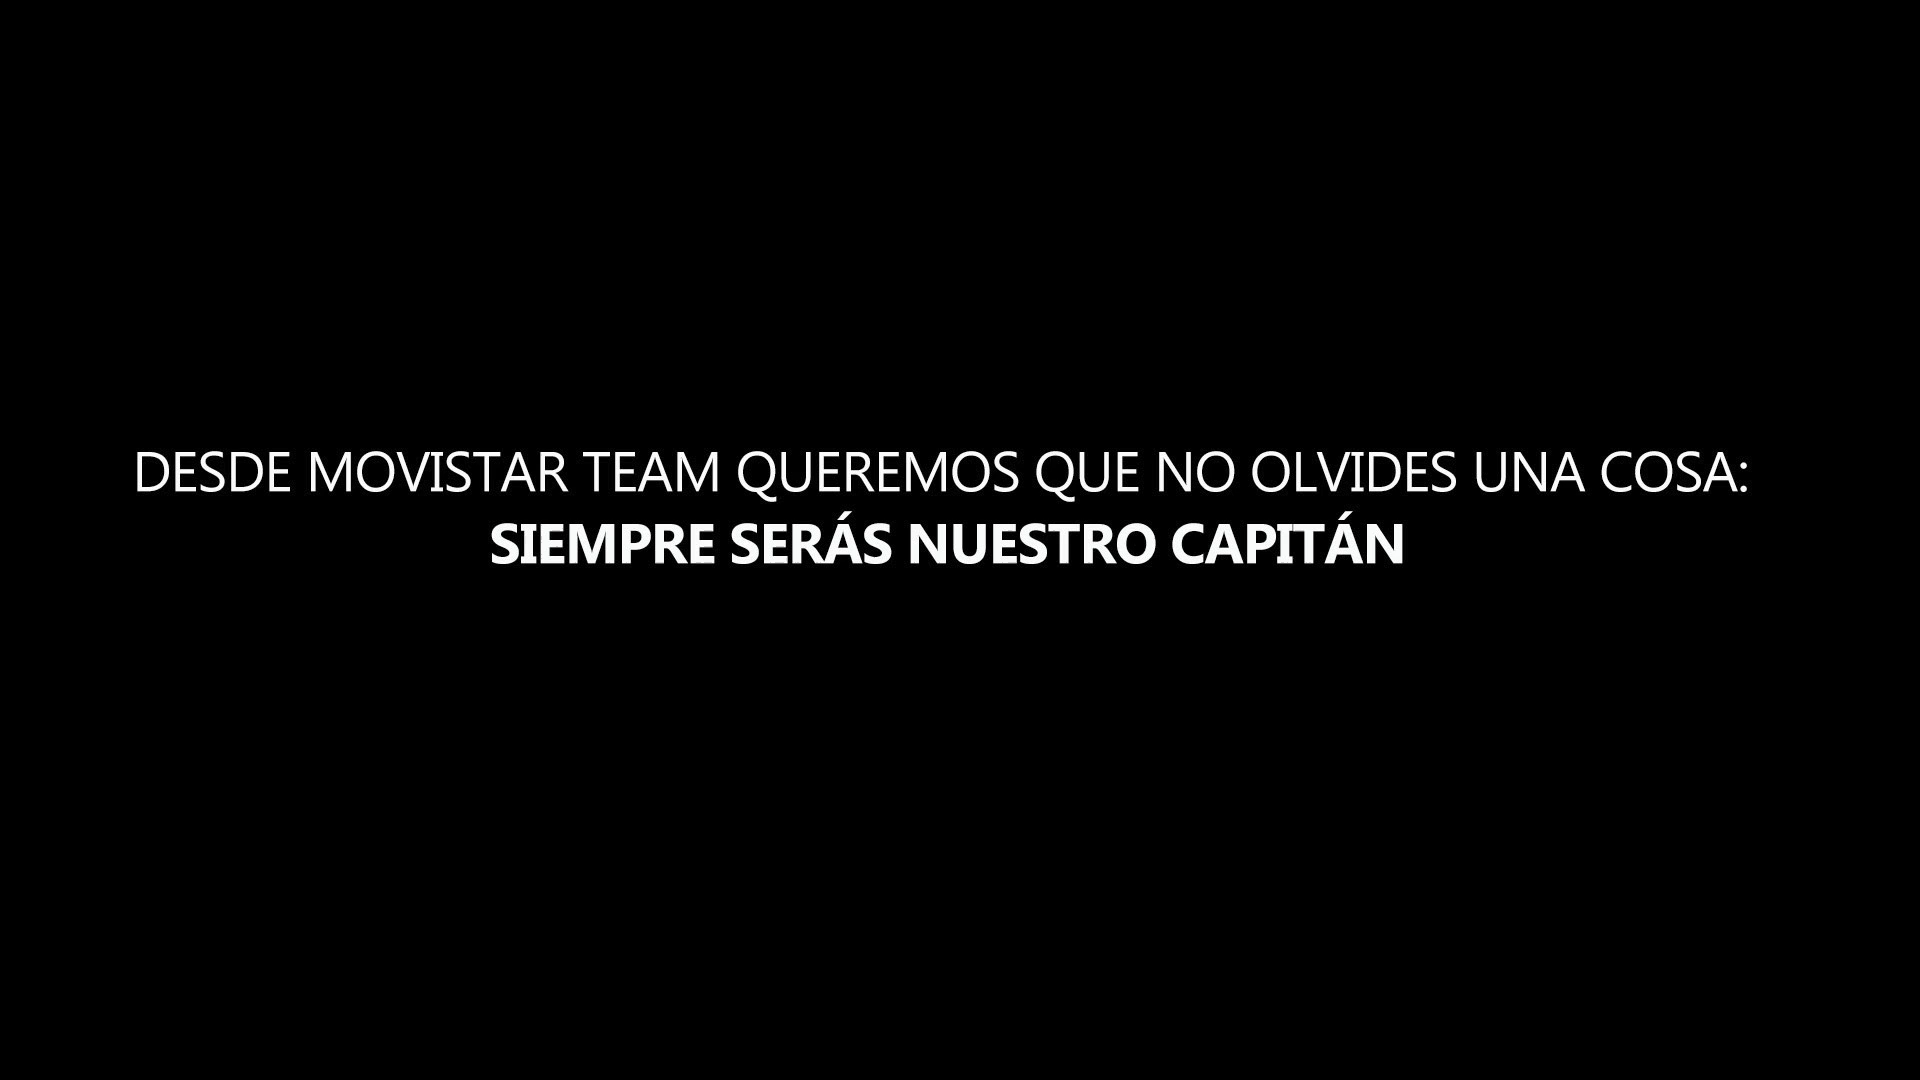 DESDE MOVISTAR TEAM QUEREMOS QUE NO OLVIDES UNA COSA:
SIEMPRE SERÁS NUESTRO CAPITÁN